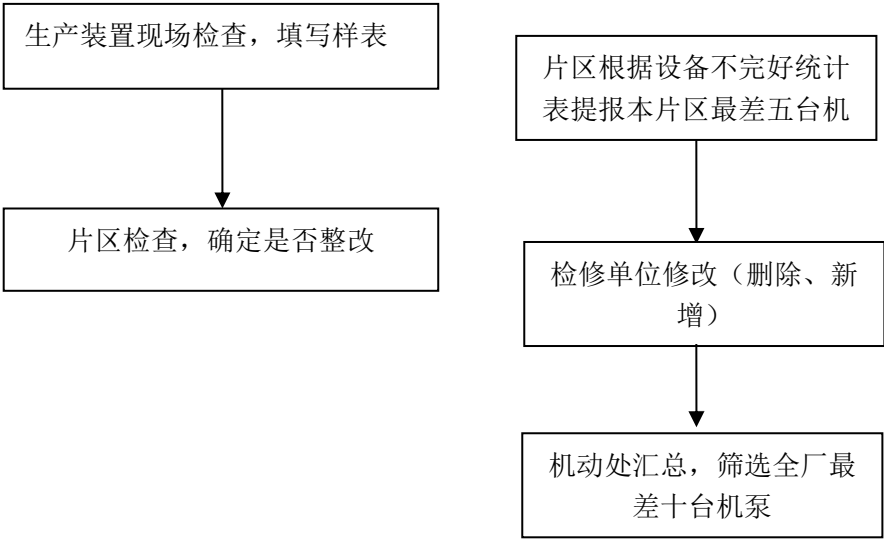 生产装置现场检查，填写样表
片区检查，确定是否整改
片区根据设备不完好统计
表提报本片区最差五台机
检修单位修改（删除、新
增）
机动处汇总，筛选全厂最
差十台机泵